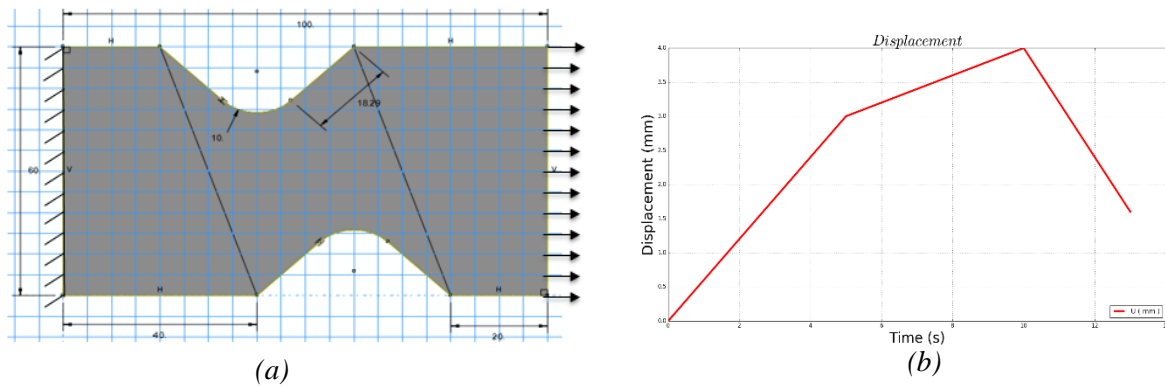 100.
H
H
60.
V
18.29
10.
V
H
H
40.
20.
(a)
Displacement
Displacement (mm)
4.0
3.5
3.0
2.5
2.0
1.5
1.0
0.5
0.0
0 2 4 6 8 10 12
U ( mm )
Time (s)
(b)